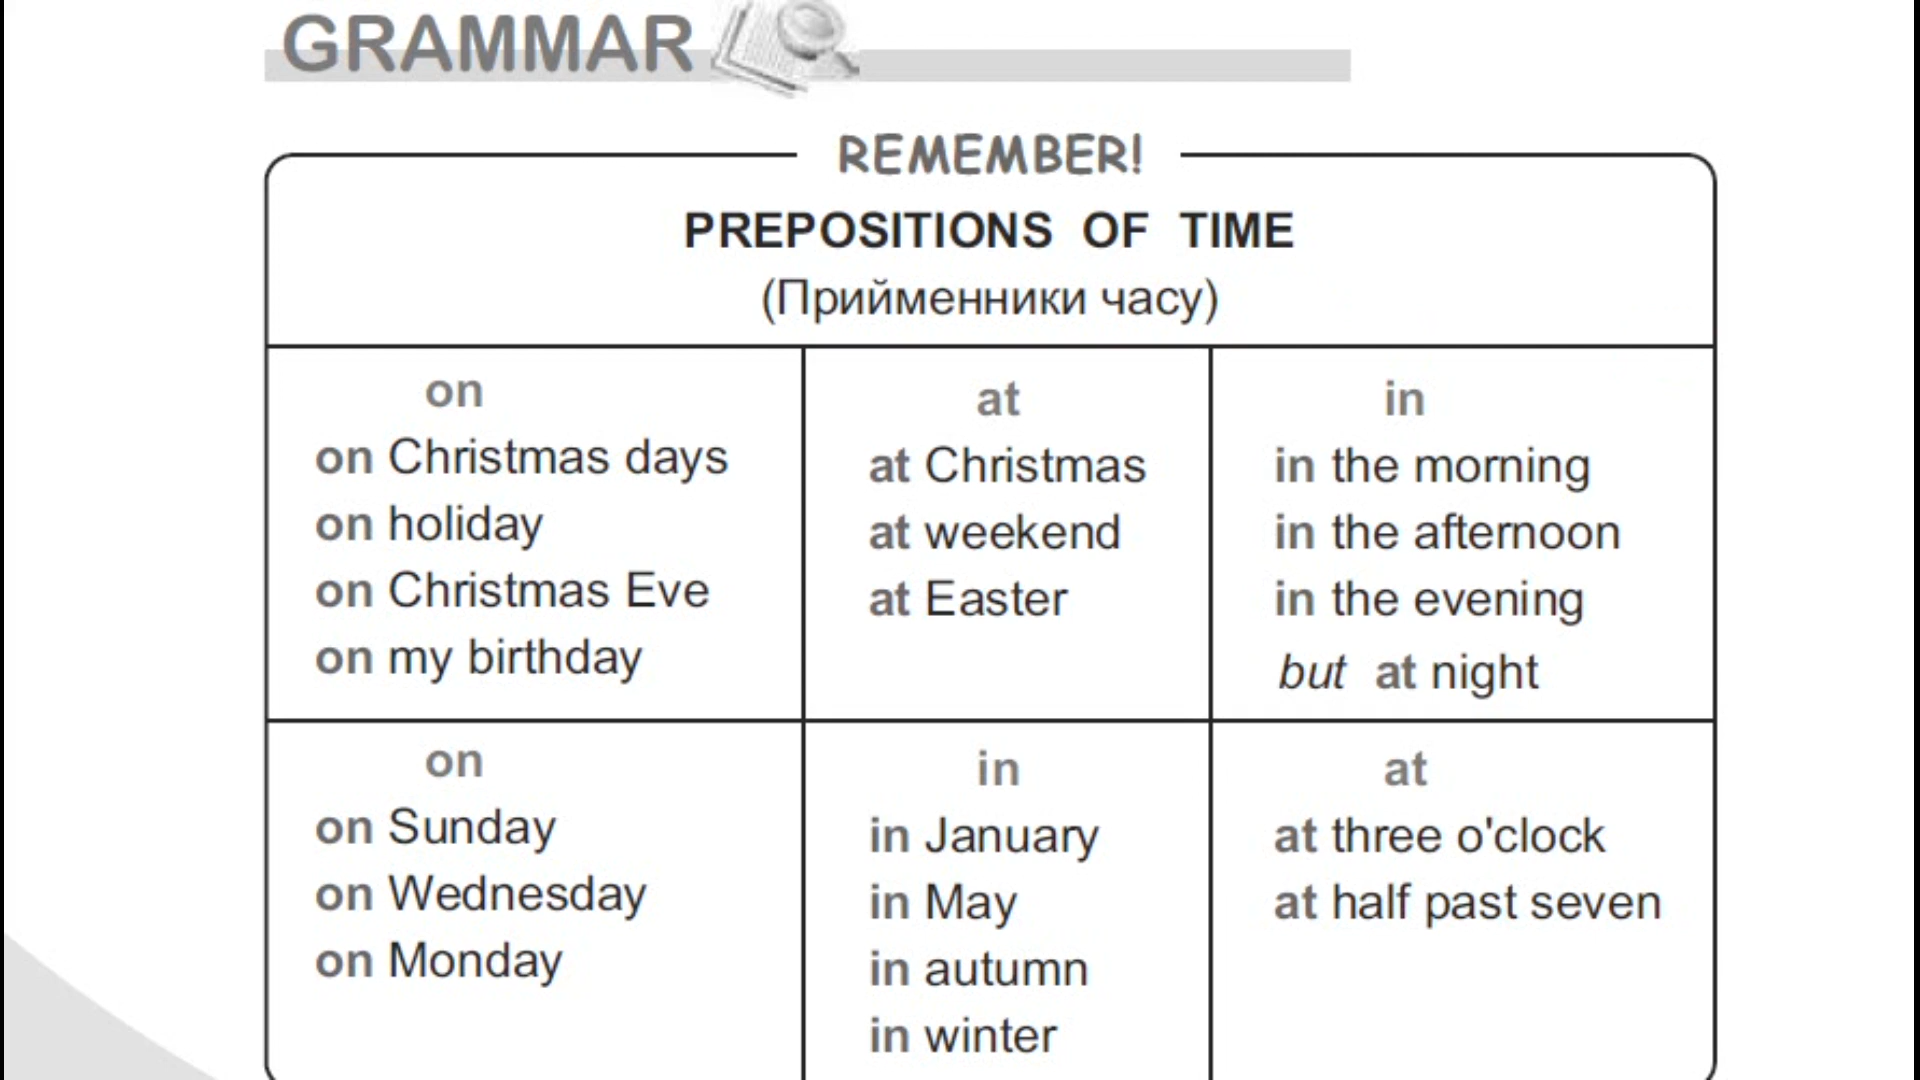 GRAMMAR
REMEMBER!
PREPOSITIONS OF TIME
(Прийменники часу)
on
on Christmas days
on holiday
on Christmas Eve
on my birthday
at
at Christmas
at weekend
at Easter
in
in the morning
in the afternoon
in the evening
but at night
on
on Sunday
on Wednesday
on Monday
in
in January
in May
in autumn
in winter
at
at three o'clock
at half past seven